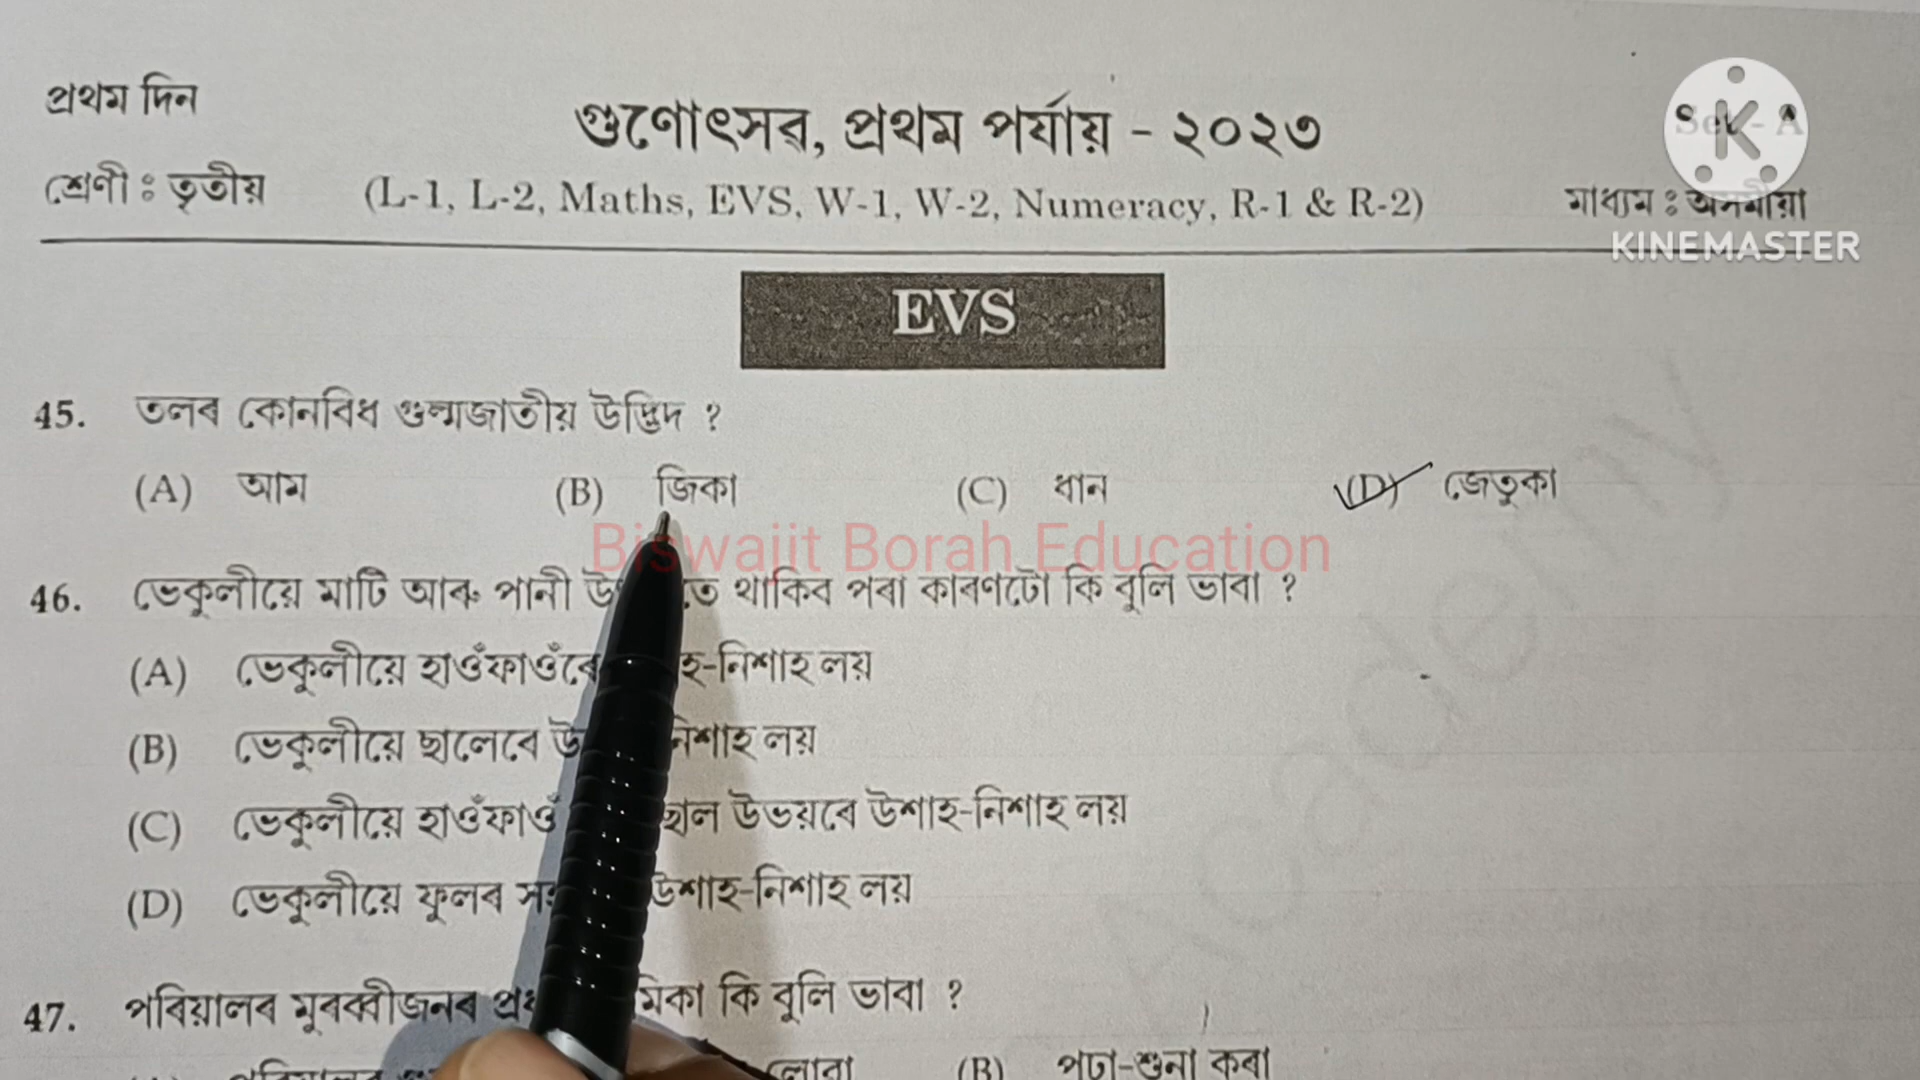 প্ৰথম দিন
গুণোৎসৱ, প্ৰথম পৰ্যায় - ২০২৩
Set - A
শ্ৰেণী : তৃতীয়
(L-1, L-2, Maths, EVS, W-1, W-2, Numeracy, R-1 & R-2)
মাধ্যম : অসমীয়া
KINEMASTER
EVS
45. তলৰ কোনবিধ গুল্মজাতীয় উদ্ভিদ ?
(A) আম (B) জিকা (C) ধান (D) জেতুকা
Biswajit Borah Education
46. ভেকুলীয়ে মাটি আৰু পানী থাকিব পৰা কাৰণটো কি বুলি ভাবা ?
(A) ভেকুলীয়ে হাওঁফাওঁৰে -নিশাহ লয়
(B) ভেকুলীয়ে ছালেৰে নিশাহ লয়
(C) ভেকুলীয়ে হাওঁফাওঁ ছাল উভয়ৰে উশাহ-নিশাহ লয়
(D) ভেকুলীয়ে ফুলৰ উশাহ-নিশাহ লয়
47. পৰিয়ালৰ মুৰব্বীজনৰ কি বুলি ভাবা ?
(B) পঢ়া-শুনা কৰা
Academy